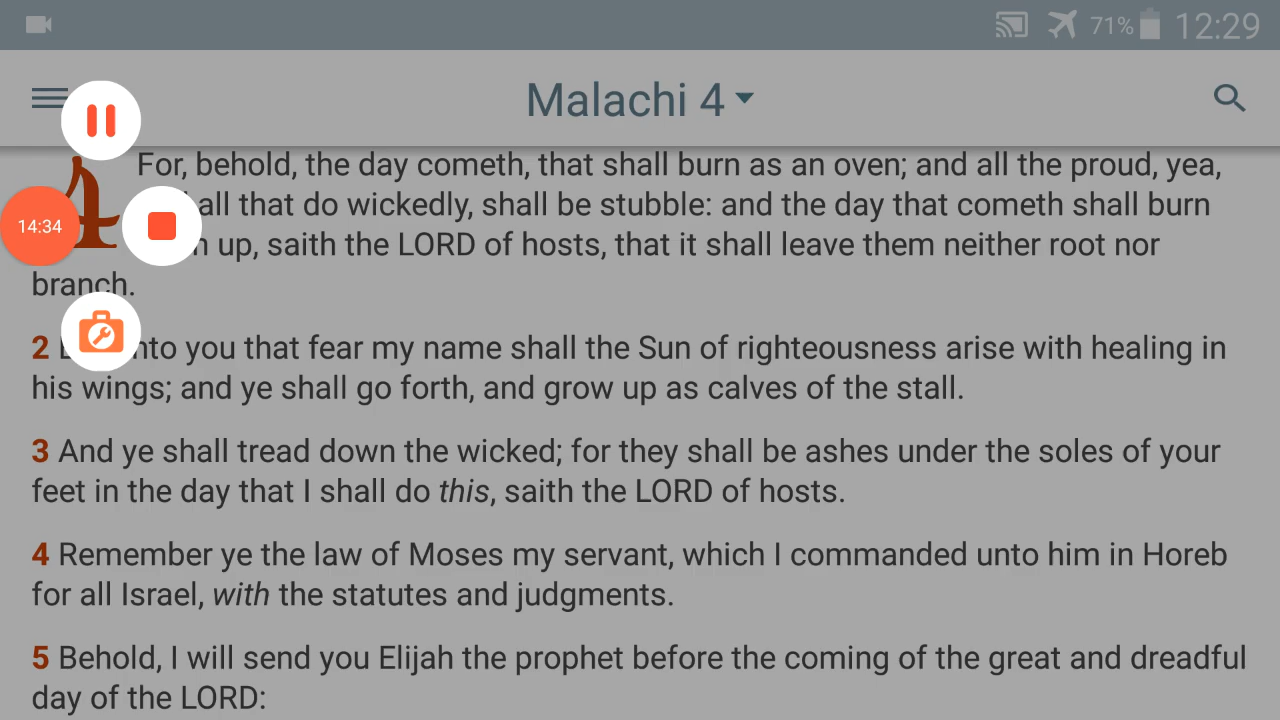 71% 12:29
Malachi 4
4 For, behold, the day cometh, that shall burn as an oven; and all the proud, yea,
all that do wickedly, shall be stubble: and the day that cometh shall burn
14:34
up, saith the LORD of hosts, that it shall leave them neither root nor
branch.
2 unto you that fear my name shall the Sun of righteousness arise with healing in
his wings; and ye shall go forth, and grow up as calves of the stall.
3 And ye shall tread down the wicked; for they shall be ashes under the soles of your
feet in the day that I shall do this, saith the LORD of hosts.
4 Remember ye the law of Moses my servant, which I commanded unto him in Horeb
for all Israel, with the statutes and judgments.
5 Behold, I will send you Elijah the prophet before the coming of the great and dreadful
day of the LORD: